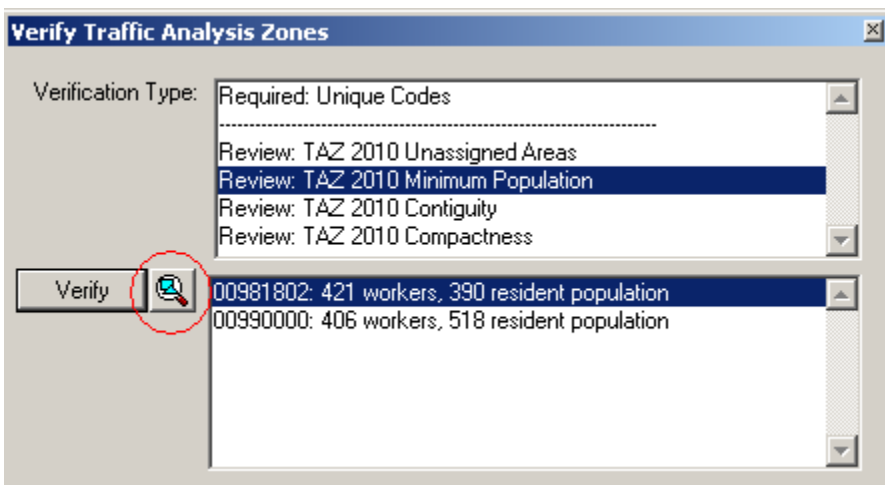 Verify Traffic Analysis Zones
Verification Type:
Required: Unique Codes
-----------------------------------------------------------------------
Review: TAZ 2010 Unassigned Areas
Review: TAZ 2010 Minimum Population
Review: TAZ 2010 Contiguity
Review: TAZ 2010 Compactness
Verify
00981802: 421 workers, 390 resident population
00990000: 406 workers, 518 resident population